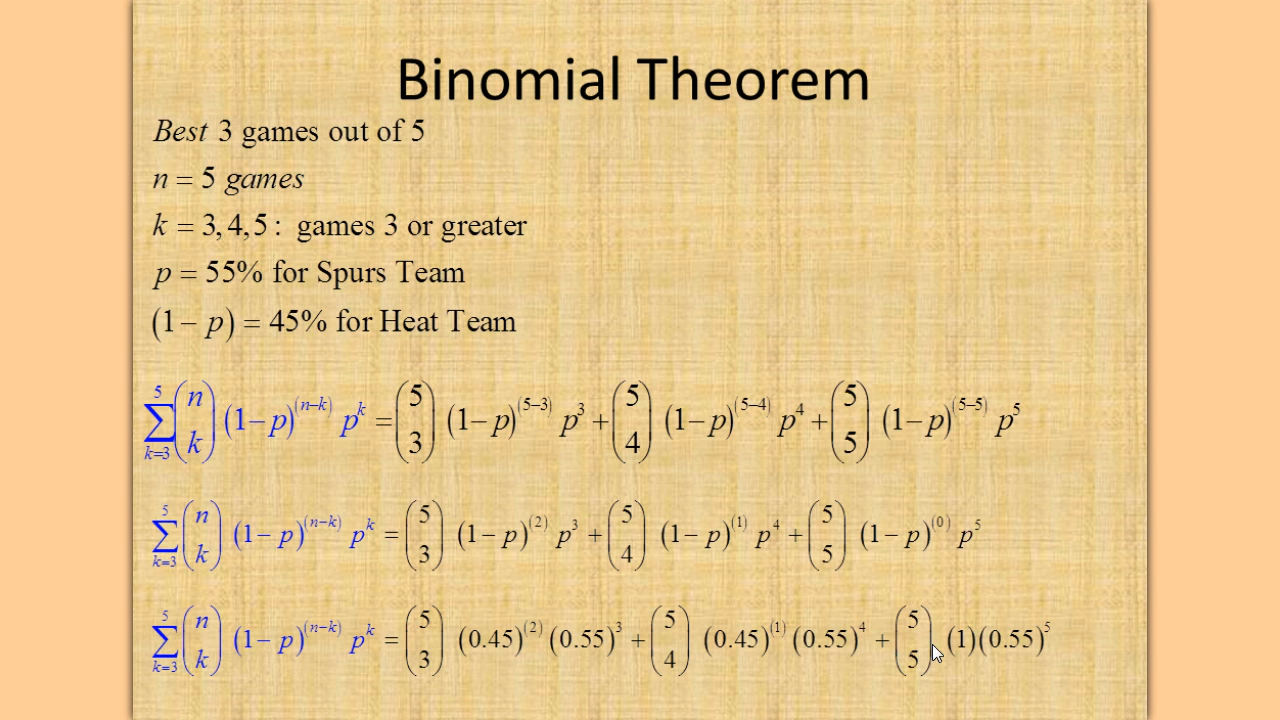 Binomial Theorem
Best 3 games out of 5
n = 5 games
k = 3, 4, 5 : games 3 or greater
p = 55% for Spurs Team
(1 − p) = 45% for Heat Team
∑_{k=3}^{5} (n k) (1 − p)^{(n−k)} p^k = (5 3) (1 − p)^{(5−3)} p^3 + (5 4) (1 − p)^{(5−4)} p^4 + (5 5) (1 − p)^{(5−5)} p^5
∑_{k=3}^{5} (n k) (1 − p)^{(n−k)} p^k = (5 3) (1 − p)^{(2)} p^3 + (5 4) (1 − p)^{(1)} p^4 + (5 5) (1 − p)^{(0)} p^5
∑_{k=3}^{5} (n k) (1 − p)^{(n−k)} p^k = (5 3) (0.45)^{(2)} (0.55)^3 + (5 4) (0.45)^{(1)} (0.55)^4 + (5 5) (1)(0.55)^5